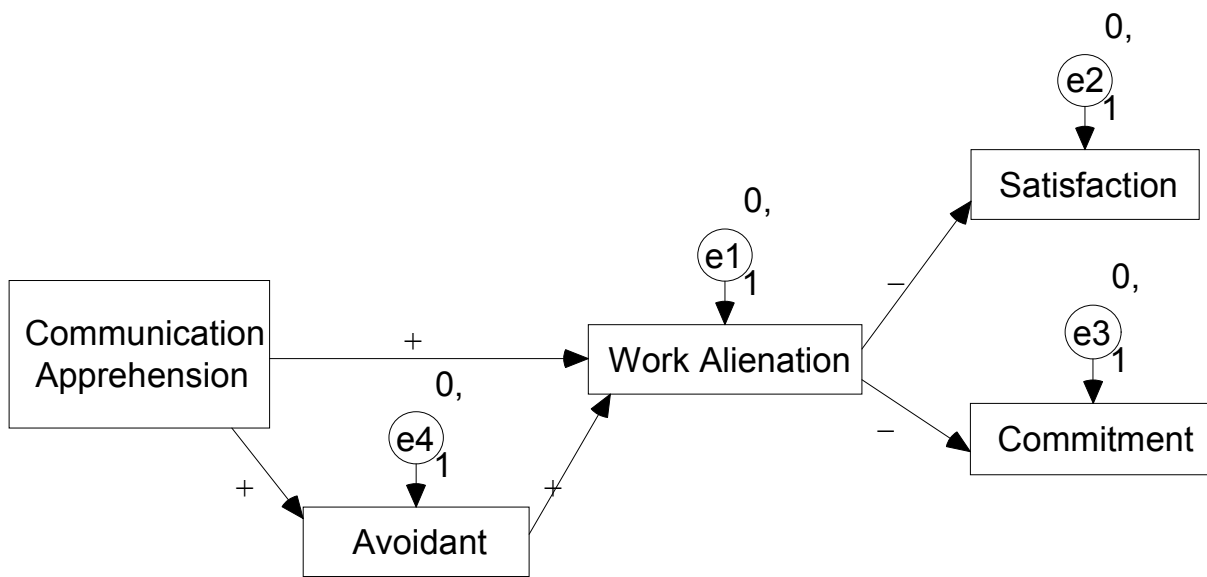 0,
e2
1
Satisfaction
0,
e1
1
0,
e3
1
Communication
Apprehension
+
Work Alienation
−
−
Commitment
0,
e4
1
+
+
Avoidant